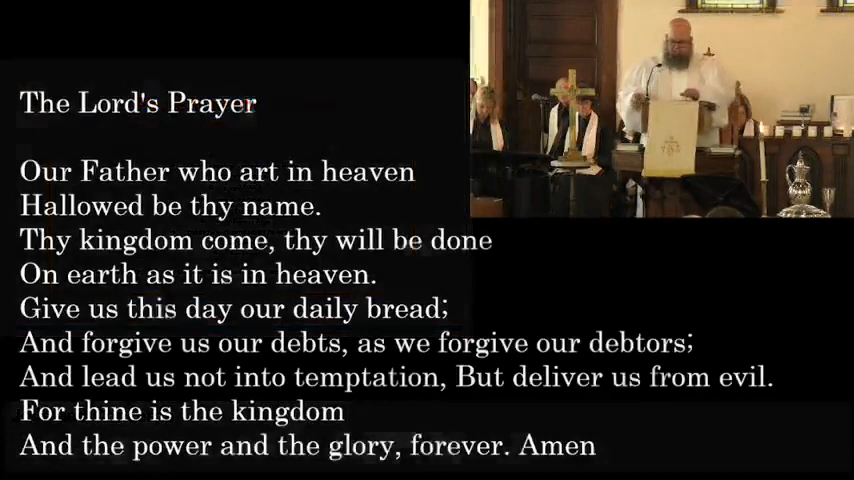 The Lord's Prayer
Our Father who art in heaven
Hallowed be thy name.
Thy kingdom come, thy will be done
On earth as it is in heaven.
Give us this day our daily bread;
And forgive us our debts, as we forgive our debtors;
And lead us not into temptation, But deliver us from evil.
For thine is the kingdom
And the power and the glory, forever. Amen